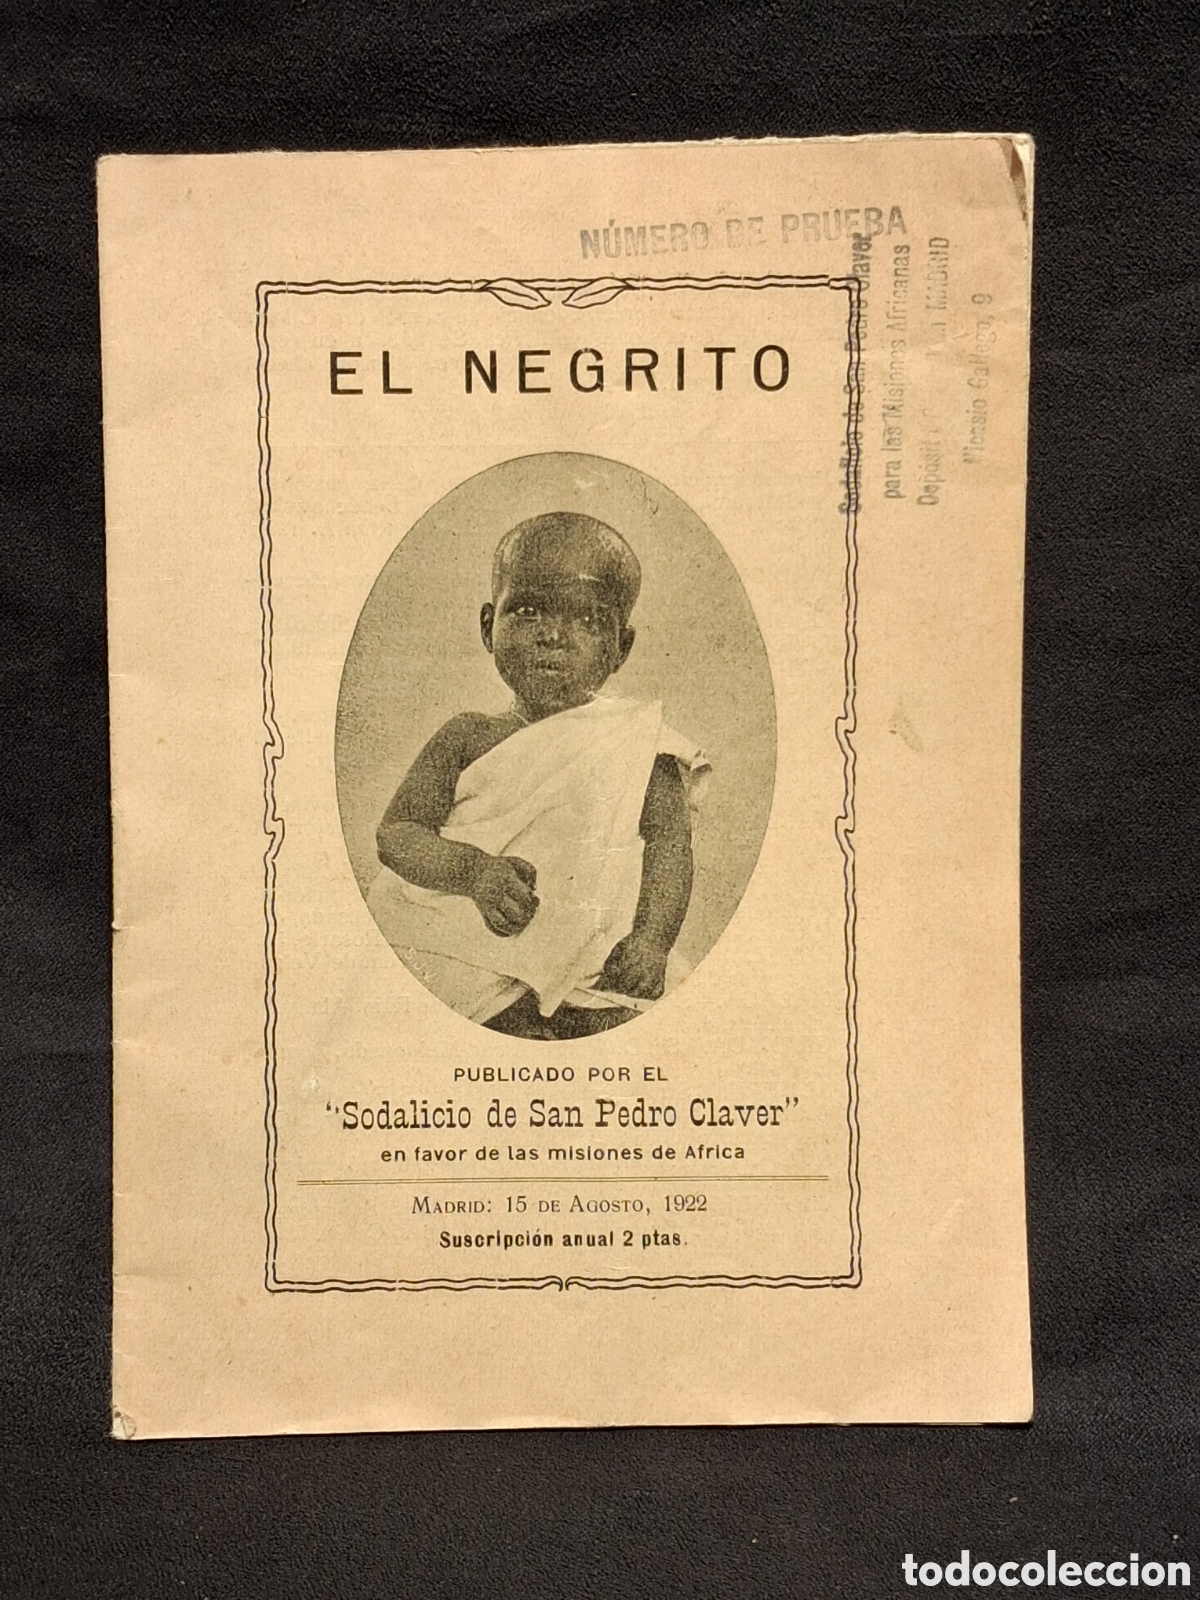 NÚMERO DE PRUEBA
Sodalicio de San Pedro Claver
para las Misiones Africanas
MADRID
Nicasio Gallego, 9
EL NEGRITO
PUBLICADO POR EL
"Sodalicio de San Pedro Claver"
en favor de las misiones de Africa
MADRID: 15 DE AGOSTO, 1922
Suscripción anual 2 ptas.
todocoleccion